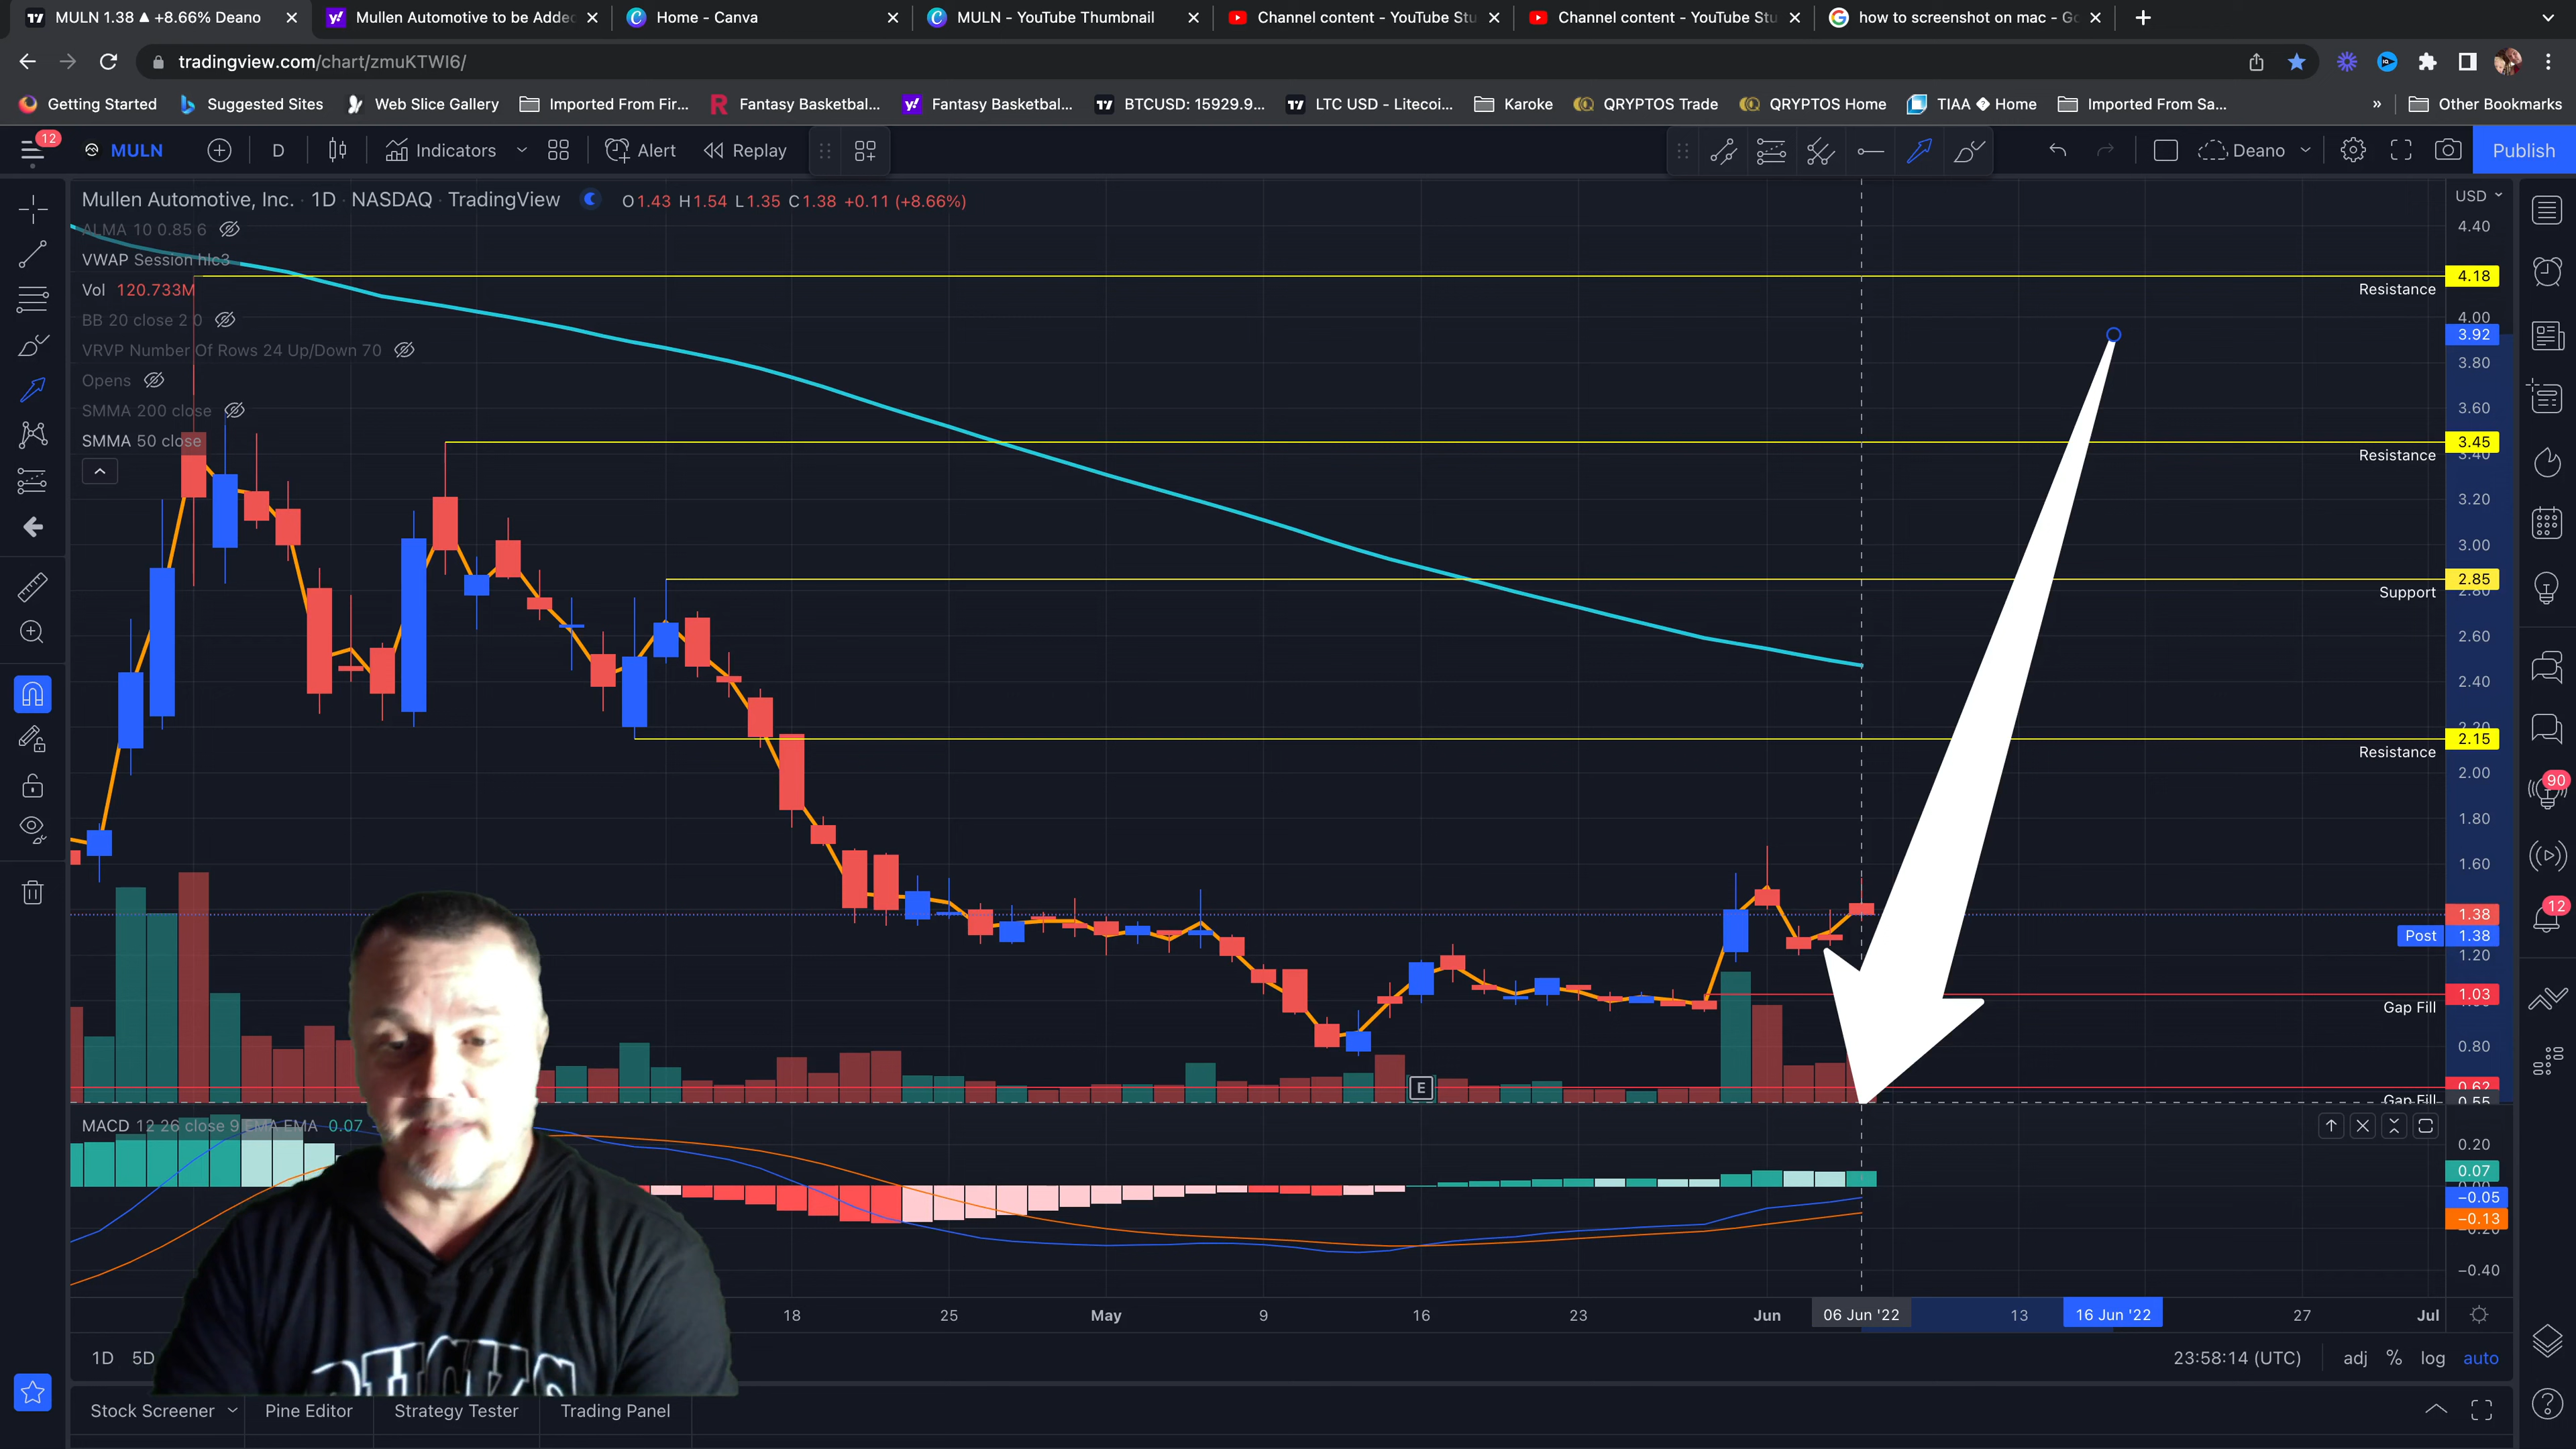 MULN 1.38 ▲ +8.66% Deano
Mullen Automotive to be Adde
Home - Canva
MULN - YouTube Thumbnail
Channel content - YouTube Stu
Channel content - YouTube Stu
how to screenshot on mac - Go
tradingview.com/chart/zmuKTWI6/
Getting Started
Suggested Sites
Web Slice Gallery
Imported From Fir...
Fantasy Basketbal...
Fantasy Basketbal...
BTCUSD: 15929.9...
LTC USD - Litecoi...
Karoke
QRYPTOS Trade
QRYPTOS Home
TIAA � Home
Imported From Sa...
»
Other Bookmarks
12
MULN
D
Indicators
Alert
Replay
Deano
Publish
Mullen Automotive, Inc. · 1D · NASDAQ · TradingView
O1.43 H1.54 L1.35 C1.38 +0.11 (+8.66%)
USD
ALMA 10 0.85 6
VWAP Session hlc3
Vol 120.733M
BB 20 close 2 0
VRVP Number Of Rows 24 Up/Down 70
Opens
SMMA 200 close
SMMA 50 close
4.40
4.18
Resistance
4.00
3.92
3.80
3.60
3.45
3.40
Resistance
3.20
3.00
2.85
2.80
Support
2.60
2.40
2.20
2.15
Resistance
2.00
1.80
1.60
1.38
Post 1.38
1.20
1.03
Gap Fill
0.80
0.62
Gap Fill
0.55
E
90
12
MACD 12 26 close 9 EMA EMA 0.07
0.20
0.07
0.00
−0.05
−0.13
−0.20
−0.40
18
25
May
9
16
23
Jun
06 Jun '22
13
16 Jun '22
27
Jul
1D
5D
23:58:14 (UTC)
adj
%
log
auto
Stock Screener
Pine Editor
Strategy Tester
Trading Panel